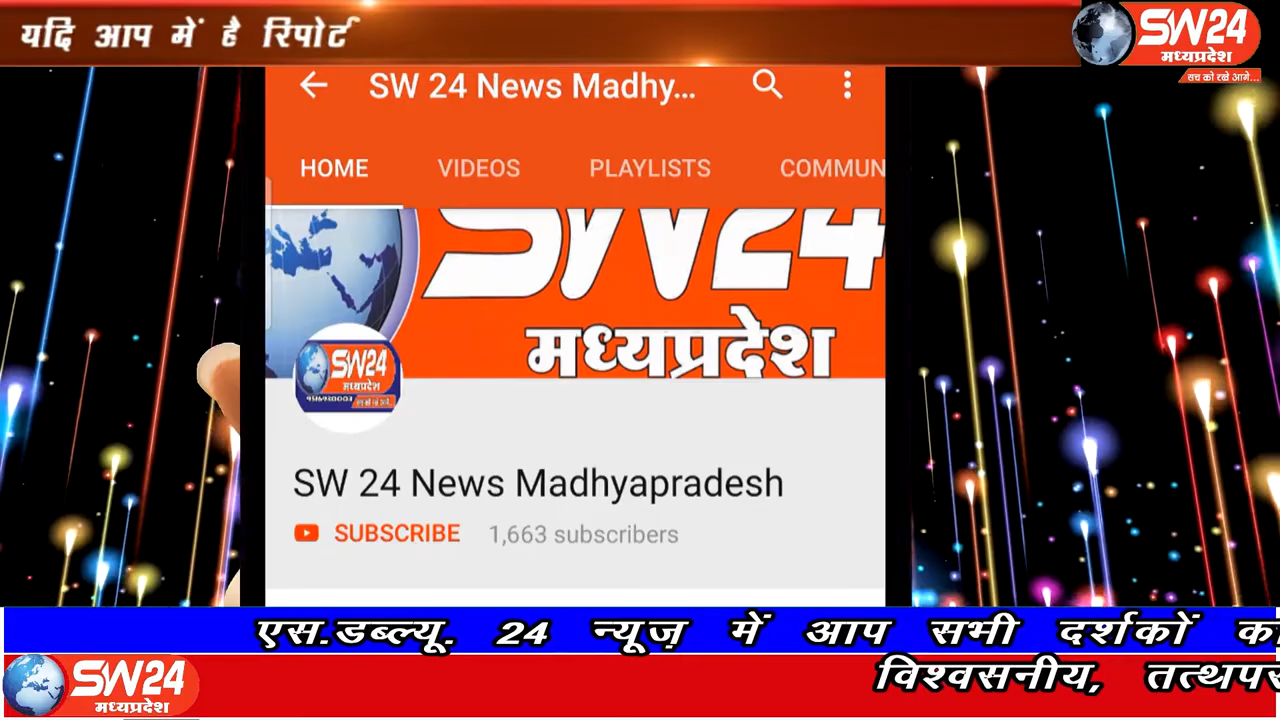 यदि आप में है रिपोर्ट
SW24
मध्यप्रदेश
सच को रखे आगे...
SW 24 News Madhy...
HOME VIDEOS PLAYLISTS COMMUN
SW24
मध्यप्रदेश
SW24
मध्यप्रदेश
SW 24 News Madhyapradesh
SUBSCRIBE 1,663 subscribers
एस.डब्ल्यू. 24 न्यूज़ में आप सभी दर्शकों का
विश्वसनीय, तत्थपर
SW24
मध्यप्रदेश